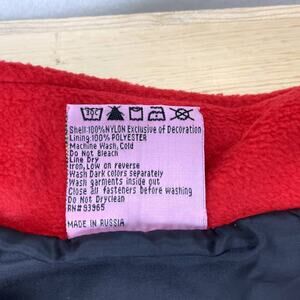 30C
Shell:100%NYLON Exclusive of Decoration
Lining:100% POLYESTER
Machine Wash, Cold
Do Not Bleach
Line Dry
Iron, Low on reverse
Wash Dark colors separately
Wash garments inside out
Close all fasteners before washing
Do Not Dryclean
RN#93965
MADE IN RUSSIA